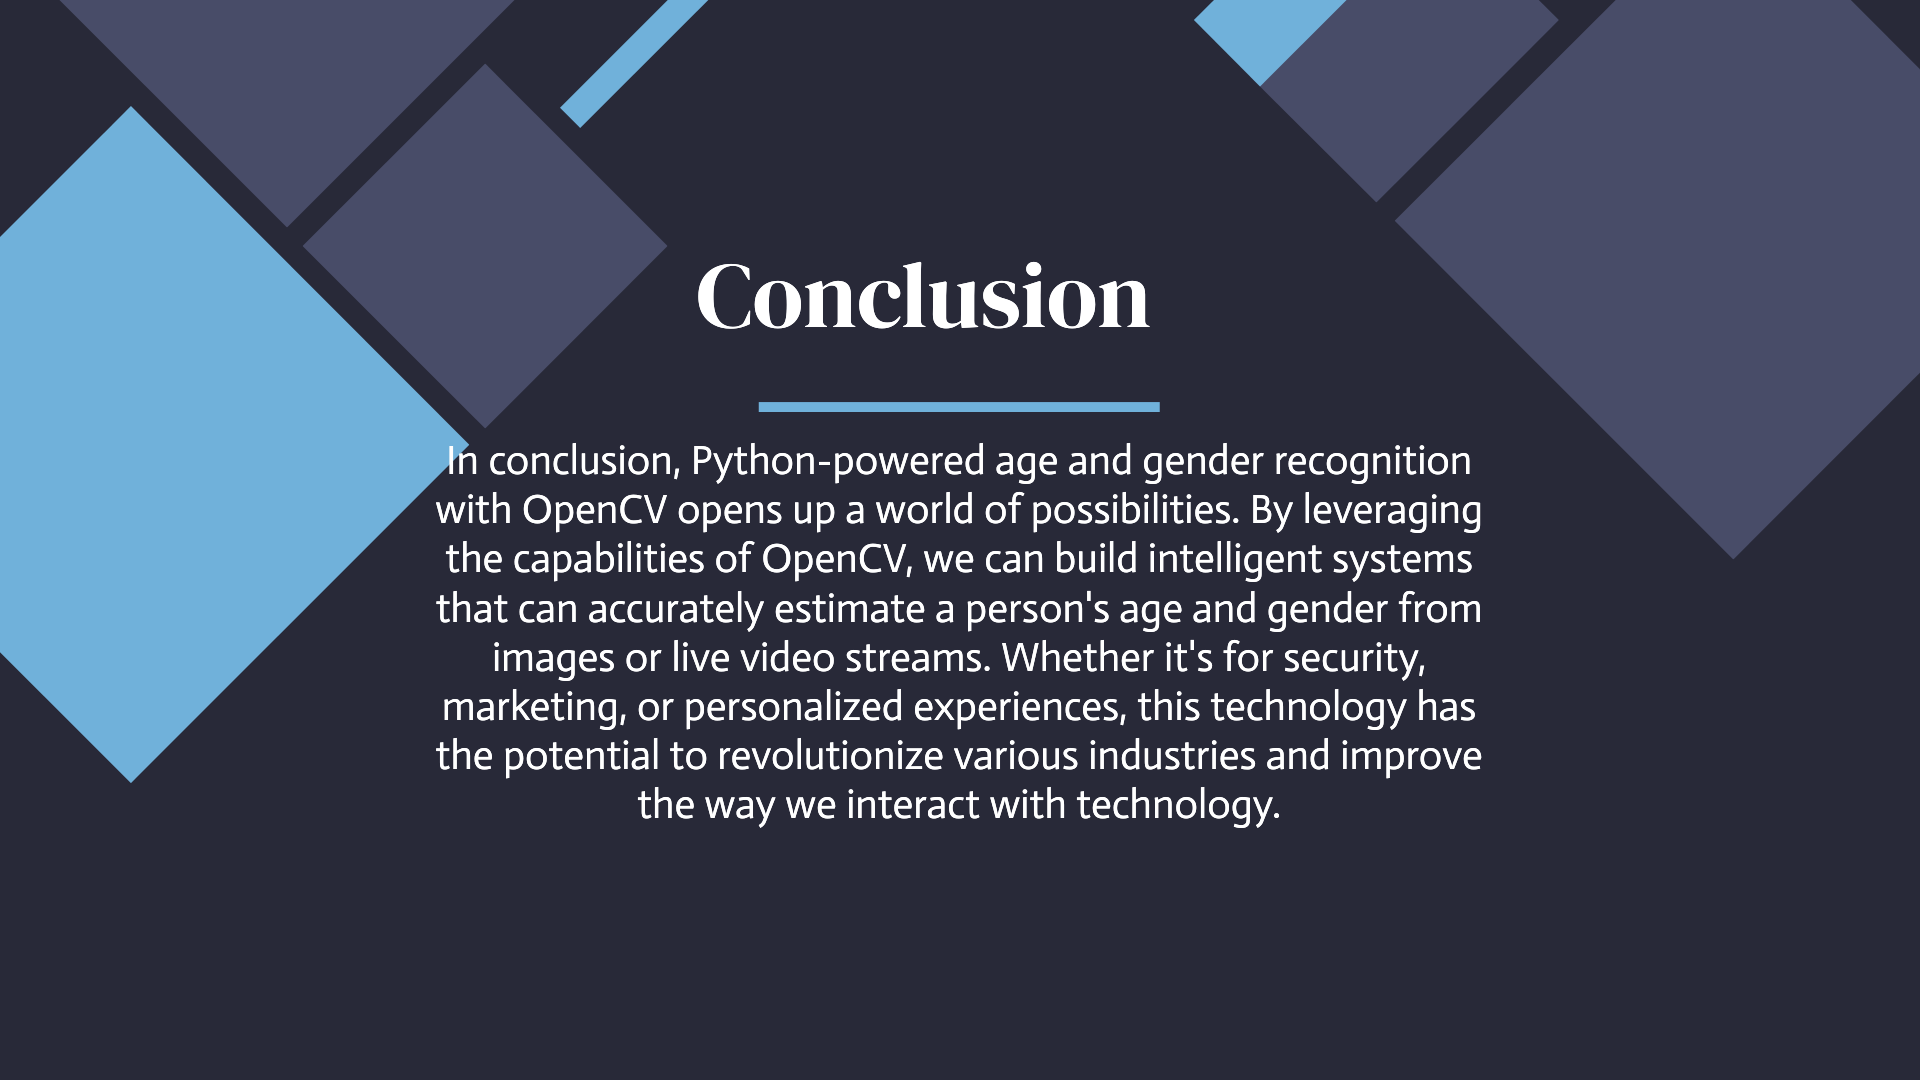 Conclusion
In conclusion, Python-powered age and gender recognition
with OpenCV opens up a world of possibilities. By leveraging
the capabilities of OpenCV, we can build intelligent systems
that can accurately estimate a person's age and gender from
images or live video streams. Whether it's for security,
marketing, or personalized experiences, this technology has
the potential to revolutionize various industries and improve
the way we interact with technology.